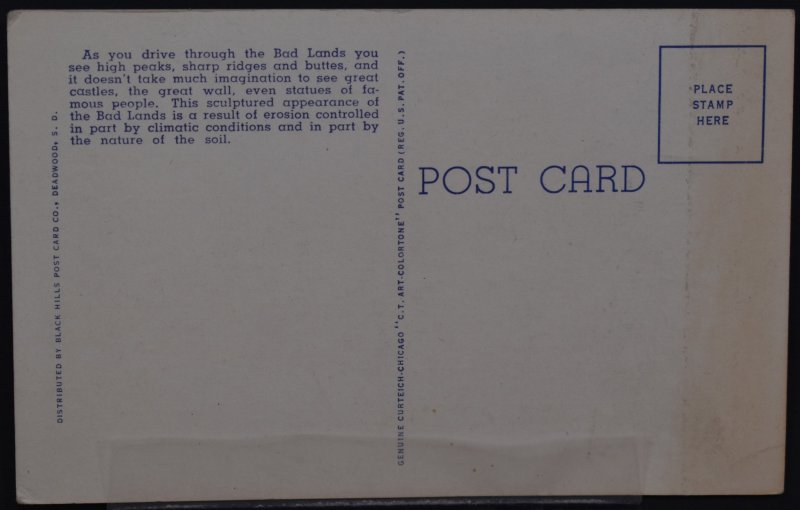 As you drive through the Bad Lands you
see high peaks, sharp ridges and buttes, and
it doesn't take much imagination to see great
castles, the great wall, even statues of fa-
mous people. This sculptured appearance of
the Bad Lands is a result of erosion controlled
in part by climatic conditions and in part by
the nature of the soil.
DISTRIBUTED BY BLACK HILLS POST CARD CO., DEADWOOD, S. D.
GENUINE CURTEICH-CHICAGO "C.T. ART-COLORTONE" POST CARD (REG. U.S. PAT. OFF.)
POST CARD
PLACE
STAMP
HERE